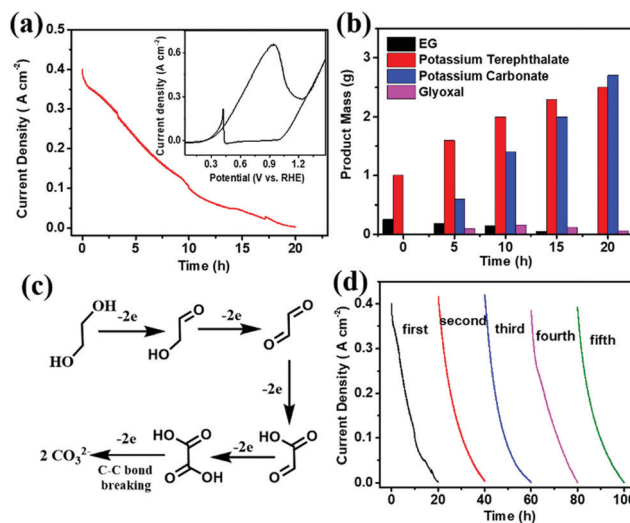 (a)
Current Density ( A cm⁻²)
0.5
0.4
0.3
0.2
0.1
0.0
0
5
10
15
20
Time (h)
Current density (A cm⁻²)
0.6
0.3
0.0
0.3
0.6
0.9
1.2
Potential (V vs. RHE)
(b)
Product Mass (g)
3
2
1
0
EG
Potassium Terephthalate
Potassium Carbonate
Glyoxal
0
5
10
15
20
Time (h)
(c)
OH
HO
-2e
O
HO
-2e
O
O
-2e
HO
O
O
-2e
HO
O
O
OH
-2e
C-C bond
breaking
2 CO₃²⁻
(d)
Current Density ( A cm⁻²)
0.4
0.3
0.2
0.1
0.0
first
second
third
fourth
fifth
0
20
40
60
80
100
Time (h)